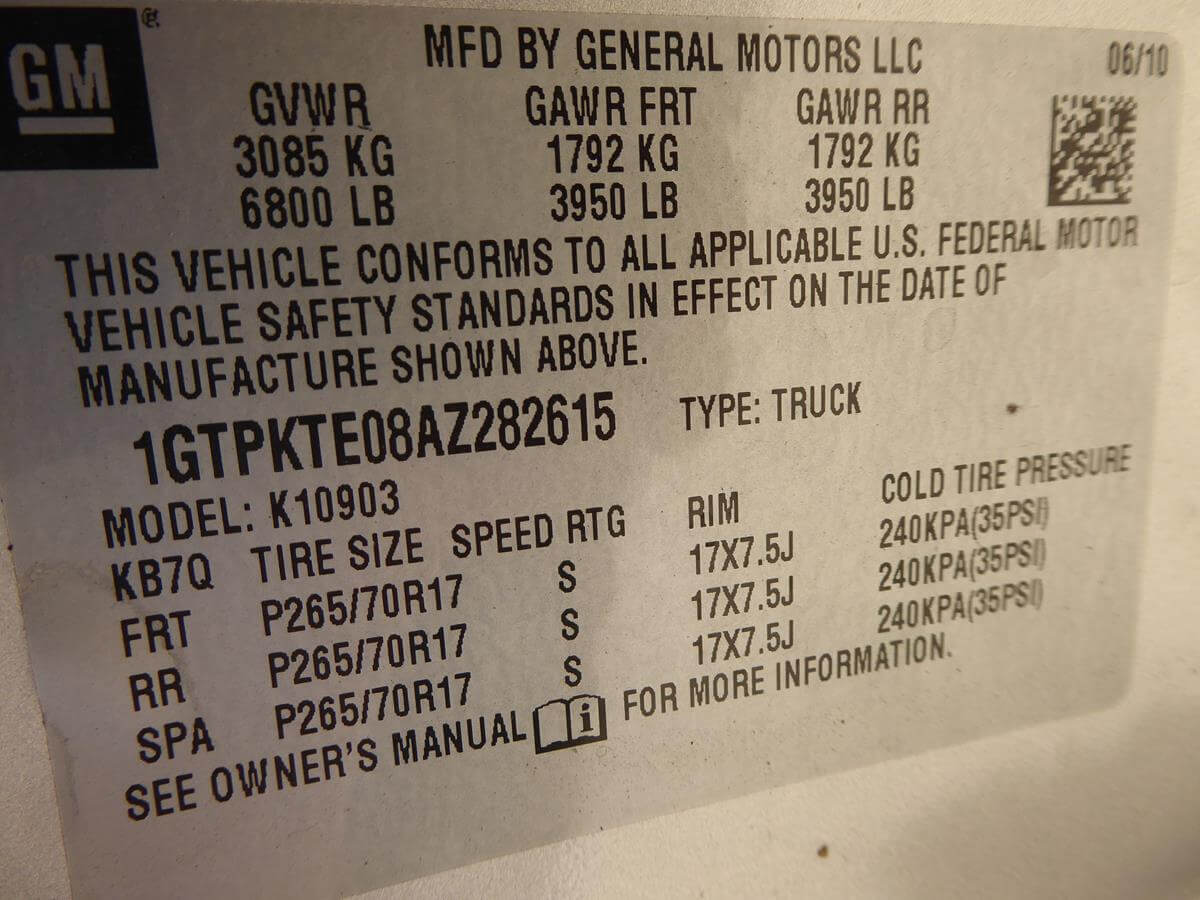 GM
MFD BY GENERAL MOTORS LLC 06/10
GVWR GAWR FRT GAWR RR
3085 KG 1792 KG 1792 KG
6800 LB 3950 LB 3950 LB
THIS VEHICLE CONFORMS TO ALL APPLICABLE U.S. FEDERAL MOTOR
VEHICLE SAFETY STANDARDS IN EFFECT ON THE DATE OF
MANUFACTURE SHOWN ABOVE.
1GTPKTE08AZ282615 TYPE: TRUCK
MODEL: K10903
KB7Q TIRE SIZE SPEED RTG RIM COLD TIRE PRESSURE
FRT P265/70R17 S 17X7.5J 240KPA(35PSI)
RR P265/70R17 S 17X7.5J 240KPA(35PSI)
SPA P265/70R17 S 17X7.5J 240KPA(35PSI)
SEE OWNER'S MANUAL i FOR MORE INFORMATION.